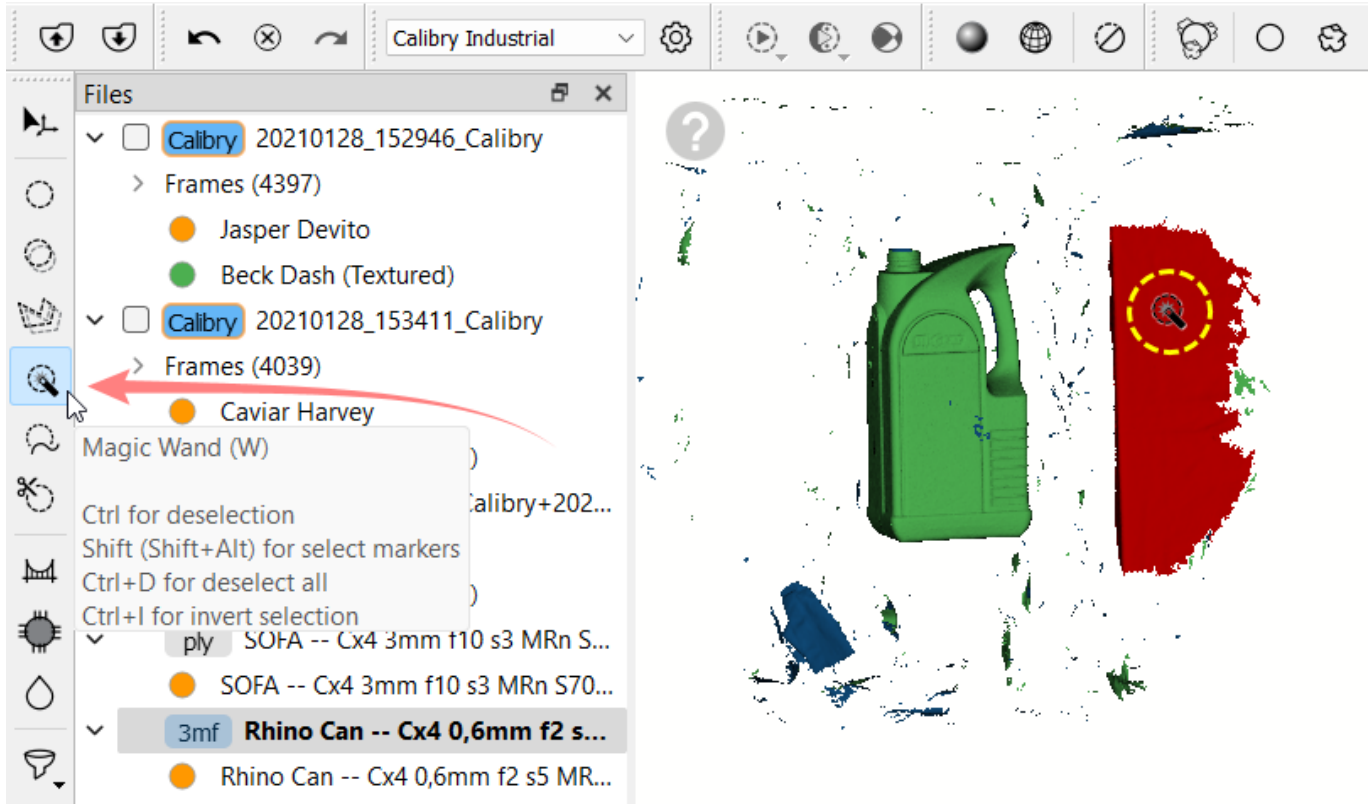 Calibry Industrial
Files
Calibry 20210128_152946_Calibry
Frames (4397)
Jasper Devito
Beck Dash (Textured)
Calibry 20210128_153411_Calibry
Frames (4039)
Caviar Harvey
Magic Wand (W)
)
Ctrl for deselection
alibry+202...
Shift (Shift+Alt) for select markers
Ctrl+D for deselect all
)
Ctrl+I for invert selection
ply SOFA -- Cx4 3mm f10 s3 MRn S...
SOFA -- Cx4 3mm f10 s3 MRn S70...
3mf Rhino Can -- Cx4 0,6mm f2 s...
Rhino Can -- Cx4 0,6mm f2 s5 MR...
?